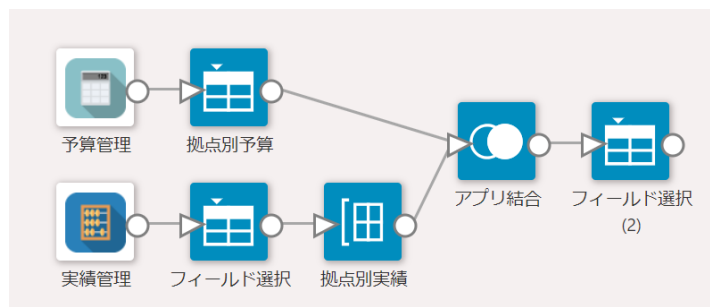 予算管理
拠点別予算
アプリ結合
フィールド選択
(2)
実績管理
フィールド選択
拠点別実績